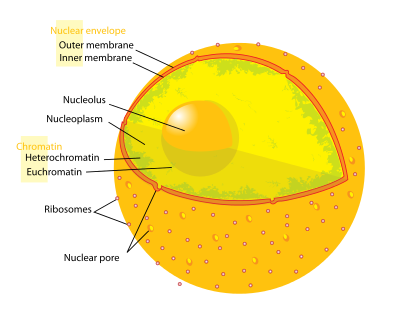 Nuclear envelope
Outer membrane
Inner membrane
Nucleolus
Nucleoplasm
Chromatin
Heterochromatin
Euchromatin
Ribosomes
Nuclear pore